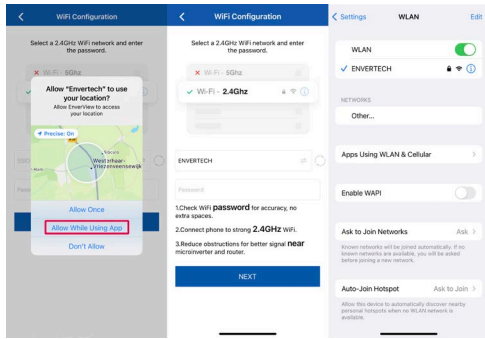 WiFi Configuration
Select a 2.4GHz WiFi network and enter
the password.
Wi-Fi - 5Ghz
Allow "Envertech" to use
your location?
Allow EnverView to access
your location
Precise: On
Westerhaar-
Vriezenveensewijk
Allow Once
Allow While Using App
Don't Allow
WiFi Configuration
Select a 2.4GHz WiFi network and enter
the password.
Wi-Fi - 5Ghz
Wi-Fi - 2.4Ghz
ENVERTECH
Password
1.Check WiFi password for accuracy, no
extra spaces.
2.Connect phone to strong 2.4GHz WiFi.
3.Reduce obstructions for better signal near
microinverter and router.
NEXT
Settings
WLAN
Edit
WLAN
ENVERTECH
NETWORKS
Other...
Apps Using WLAN & Cellular
Enable WAPI
Ask to Join Networks
Ask
Known networks will be joined automatically. If no
known networks are available, you will be asked
before joining a new network.
Auto-Join Hotspot
Ask to Join
Allow this device to automatically discover nearby
personal hotspots when no WLAN network is
available.